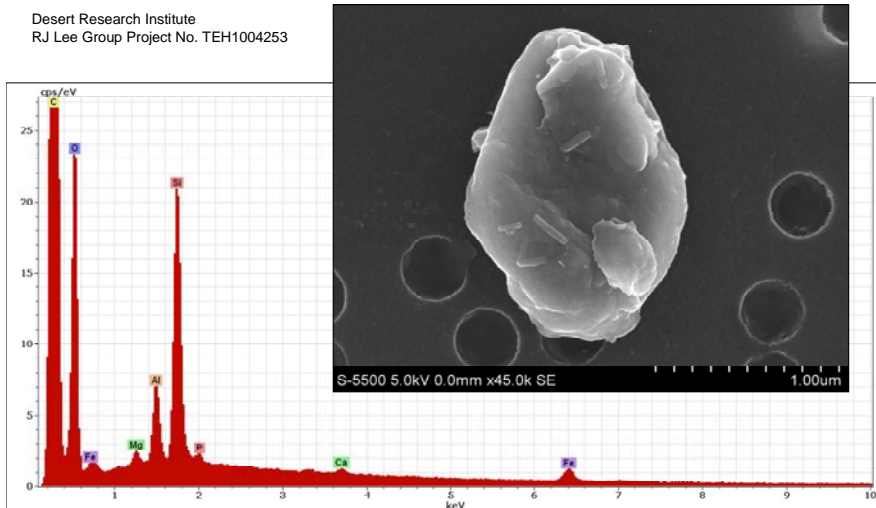 Desert Research Institute
RJ Lee Group Project No. TEH1004253
cps/eV
C
O
Si
Al
Fe
Mg
P
Ca
Fe
25
20
15
10
5
0
1 2 3 4 5 6 7 8 9 10
keV
S-5500 5.0kV 0.0mm x45.0k SE 1.00um